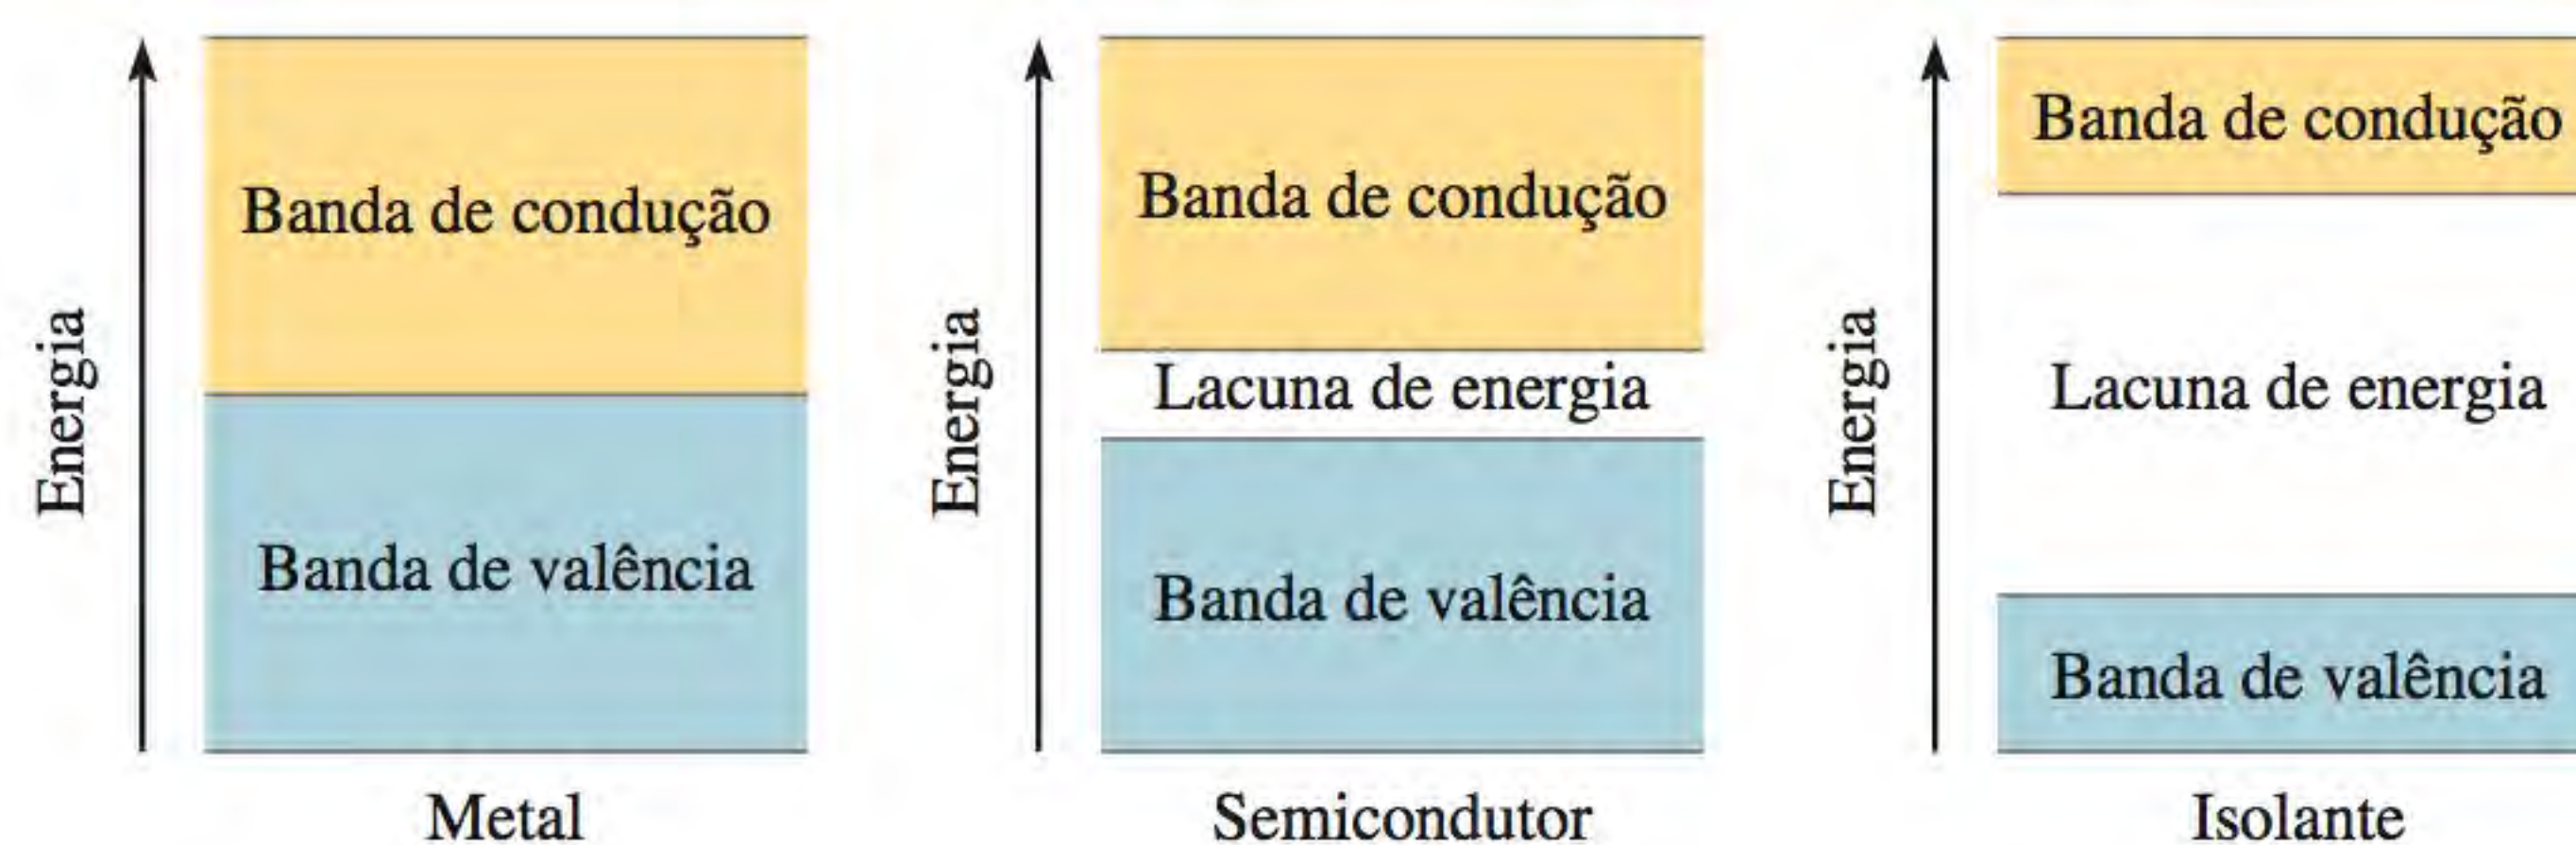 Energia
Banda de condução
Banda de valência
Metal
Energia
Banda de condução
Lacuna de energia
Banda de valência
Semicondutor
Energia
Banda de condução
Lacuna de energia
Banda de valência
Isolante